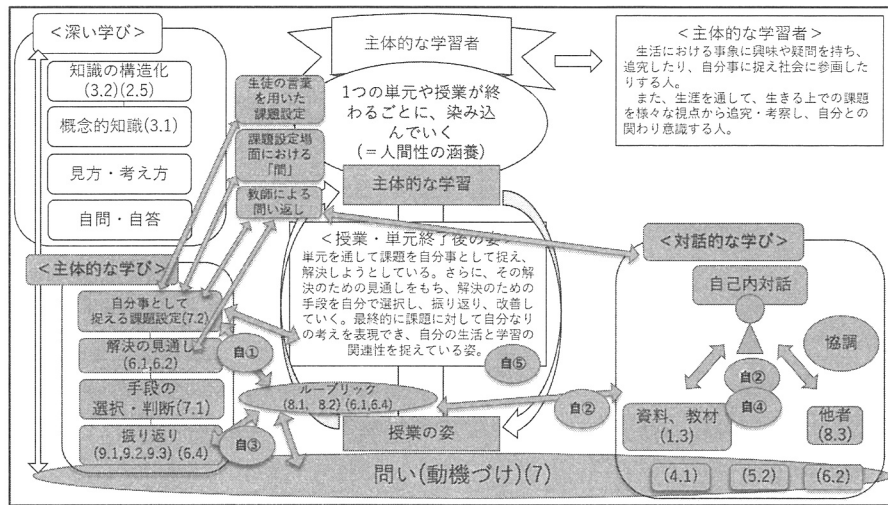 ＜深い学び＞
知識の構造化
(3.2)(2.5)
概念的知識(3.1)
見方・考え方
自問・自答
生徒の言葉
を用いた
課題設定
課題設定場
面における
「間」
教師による
問い返し
主体的な学習者
1つの単元や授業が終
わるごとに、染み込
んでいく
(＝人間性の涵養)
主体的な学習
＜主体的な学習者＞
生活における事象に興味や疑問を持ち、
追究したり、自分事に捉え社会に参画した
りする人。
また、生涯を通して、生きる上での課題
を様々な視点から追究・考察し、自分との
関わり意識する人。
＜授業・単元終了後の姿＞
単元を通して課題を自分事として捉え、
解決しようとしている。さらに、その解
決のための見通しをもち、解決のための
手段を自分で選択し、振り返り、改善し
ていく。最終的に課題に対して自分な
りの考えを表現でき、自分の生活と学習の
関連性を捉えている姿。
自⑤
＜主体的な学び＞
自分事として
捉える課題設定(7.2)
解決の見通し
(6.1,6.2)
手段の
選択・判断(7.1)
振り返り
(9.1,9.2,9.3) (6.4)
自①
自③
ルーブリック
(8.1、8.2) (6.1,6.4)
授業の姿
自②
＜対話的な学び＞
自己内対話
協調
自②
自④
資料、教材
(1.3)
他者
(8.3)
(4.1)
(5.2)
(6.2)
問い(動機づけ)(7)